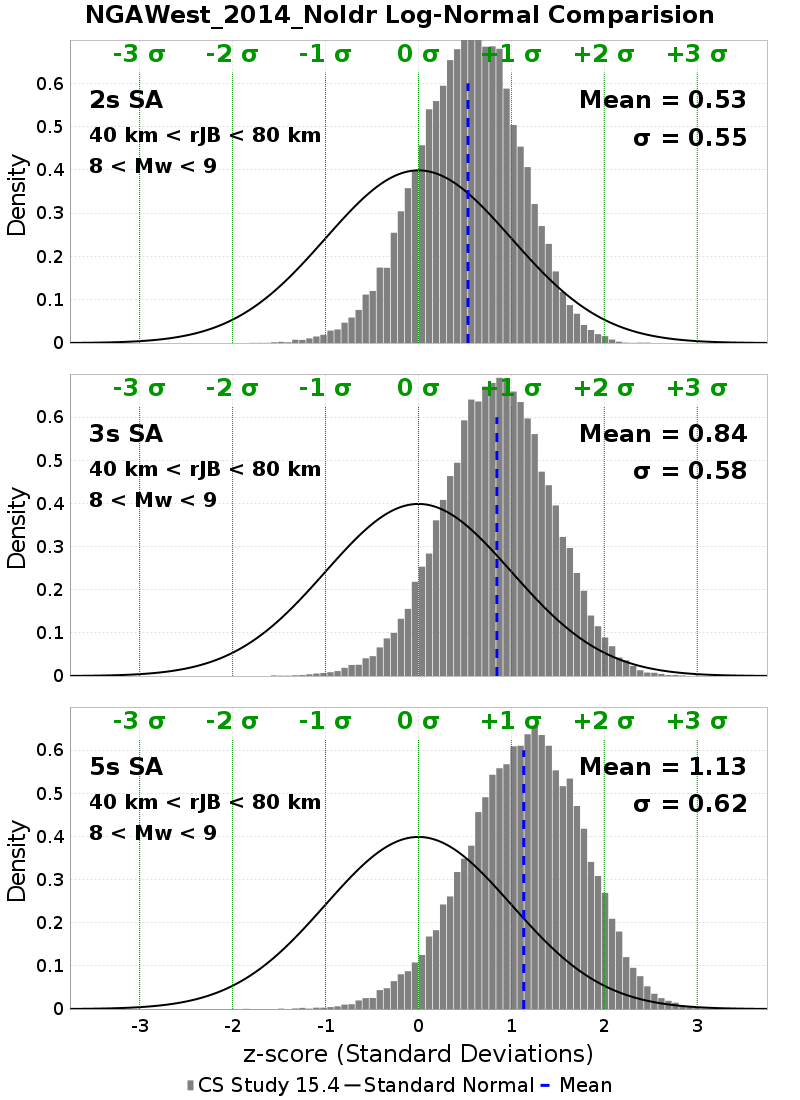 NGAWest_2014_NoIdr Log-Normal Comparision
-3 σ -2 σ -1 σ 0 σ +1 σ +2 σ +3 σ
2s SA Mean = 0.53
40 km < rJB < 80 km σ = 0.55
8 < Mw < 9
Density
0.6
0.5
0.4
0.3
0.2
0.1
0
-3 σ -2 σ -1 σ 0 σ +1 σ +2 σ +3 σ
3s SA Mean = 0.84
40 km < rJB < 80 km σ = 0.58
8 < Mw < 9
Density
0.6
0.5
0.4
0.3
0.2
0.1
0
-3 σ -2 σ -1 σ 0 σ +1 σ +2 σ +3 σ
5s SA Mean = 1.13
40 km < rJB < 80 km σ = 0.62
8 < Mw < 9
Density
0.6
0.5
0.4
0.3
0.2
0.1
0
-3 -2 -1 0 1 2 3
z-score (Standard Deviations)
CS Study 15.4 Standard Normal Mean